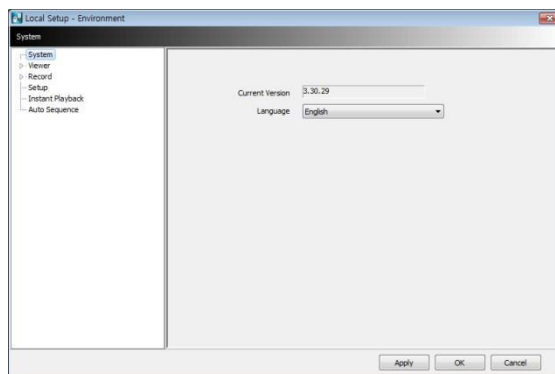 Local Setup - Environment
System
System
Viewer
Record
Setup
Instant Playback
Auto Sequence
Current Version 3.30.29
Language English
Apply OK Cancel